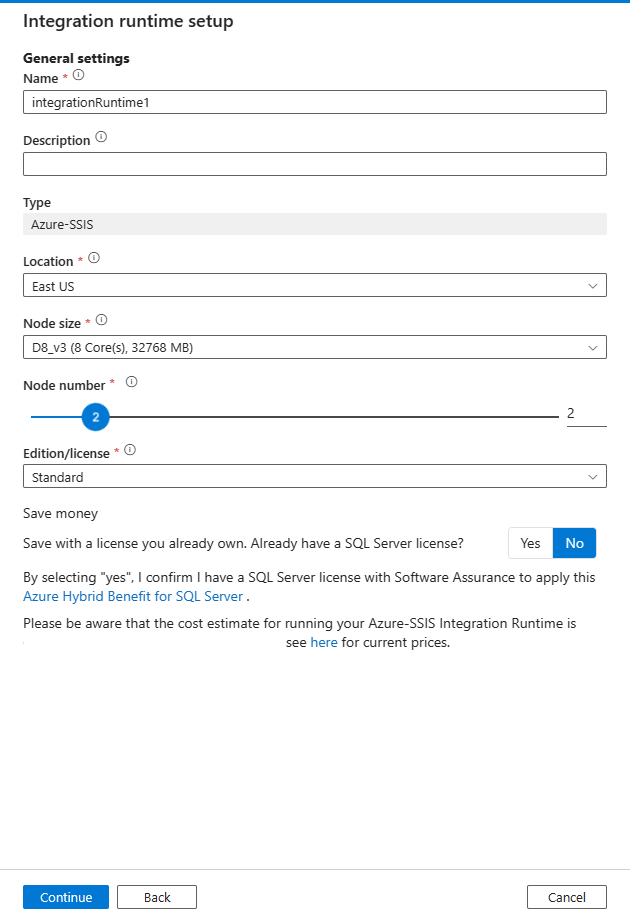 Integration runtime setup
General settings
Name *
integrationRuntime1
Description
Type
Azure-SSIS
Location *
East US
Node size *
D8_v3 (8 Core(s), 32768 MB)
Node number *
2
2
Edition/license *
Standard
Save money
Save with a license you already own. Already have a SQL Server license?
Yes No
By selecting "yes", I confirm I have a SQL Server license with Software Assurance to apply this
Azure Hybrid Benefit for SQL Server .
Please be aware that the cost estimate for running your Azure-SSIS Integration Runtime is
see here for current prices.
Continue Back Cancel